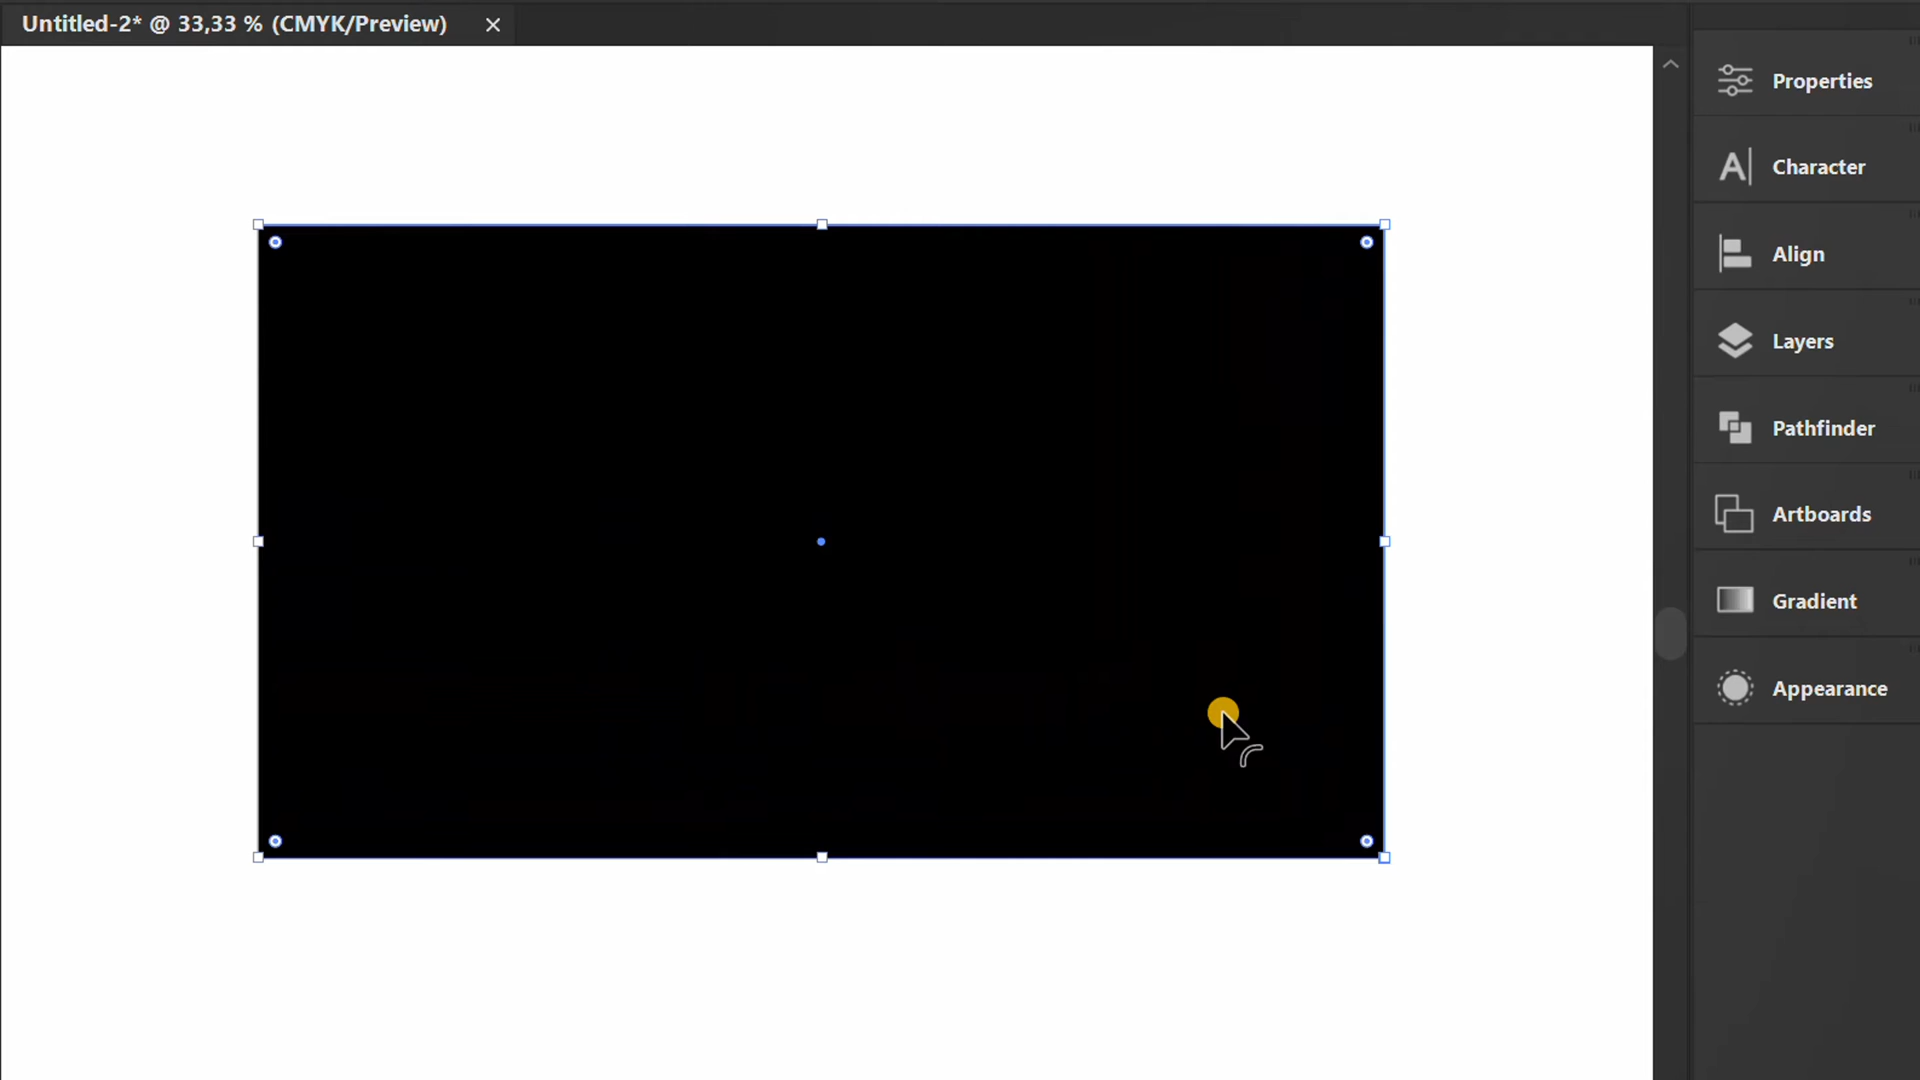 Untitled-2* @ 33,33 % (CMYK/Preview)
Properties
Character
Align
Layers
Pathfinder
Artboards
Gradient
Appearance